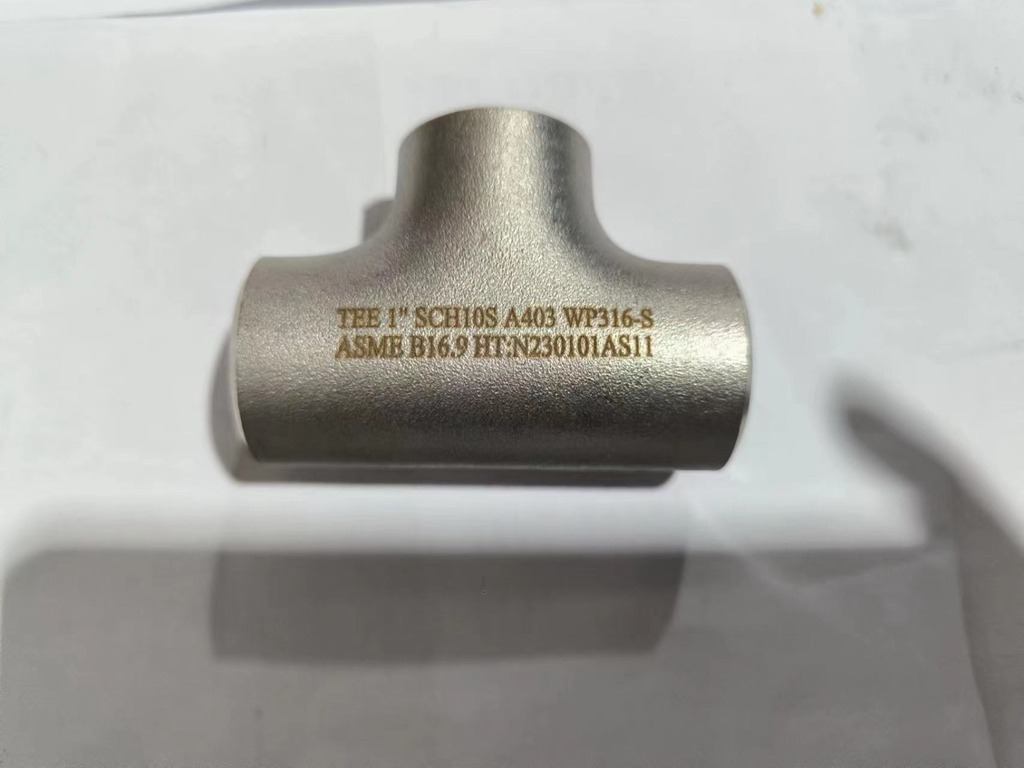 TEE 1" SCH10S A403 WP316-S
ASME B16.9 HT:N230101AS11